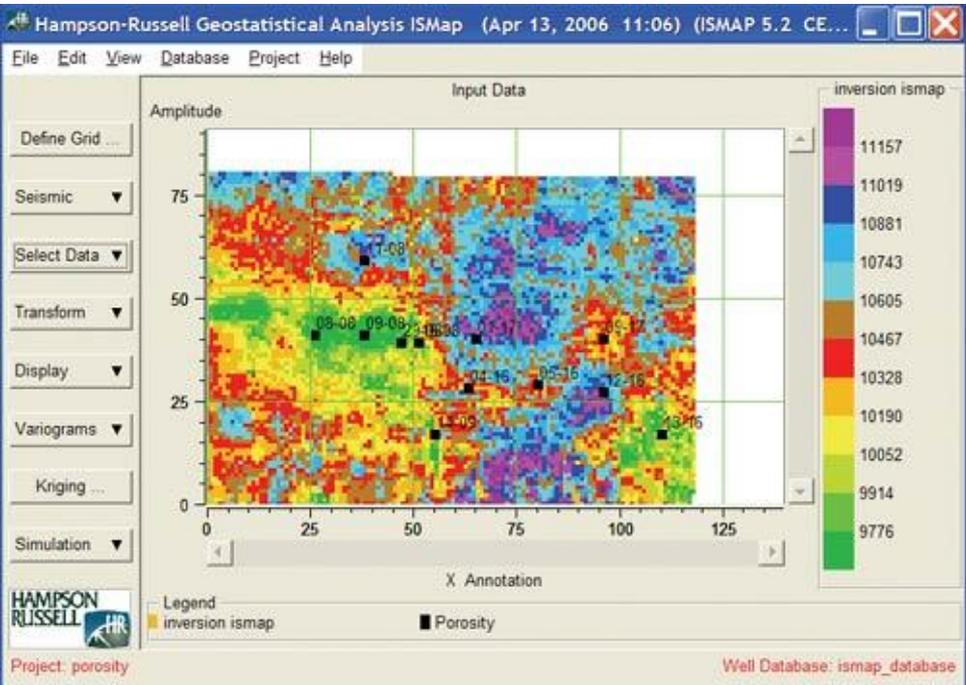 Hampson-Russell Geostatistical Analysis ISMap (Apr 13, 2006 11:06) (ISMAP 5.2 CE...
File Edit View Database Project Help
Input Data
inversion ismap
Amplitude
Define Grid ...
Seismic
Select Data
Transform
Display
Variograms
Kriging ...
Simulation
75
50
25
0
0 25 50 75 100 125
17-08
08-08 09-08
09-17
04-16 05-16 12-16
13-16
11157
11019
10881
10743
10605
10467
10328
10190
10052
9914
9776
X Annotation
Legend
inversion ismap Porosity
HAMPSON
RUSSELL HR
Project: porosity Well Database: ismap_database